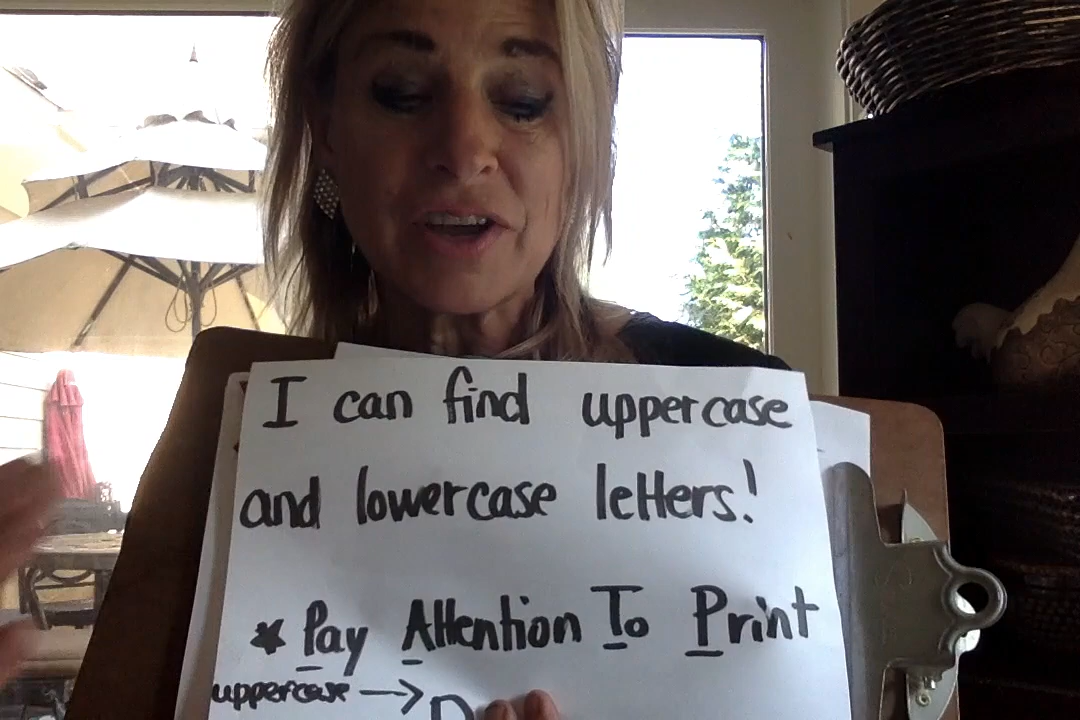 I can find uppercase
and lowercase letters!
* Pay Attention To Print
uppercase →